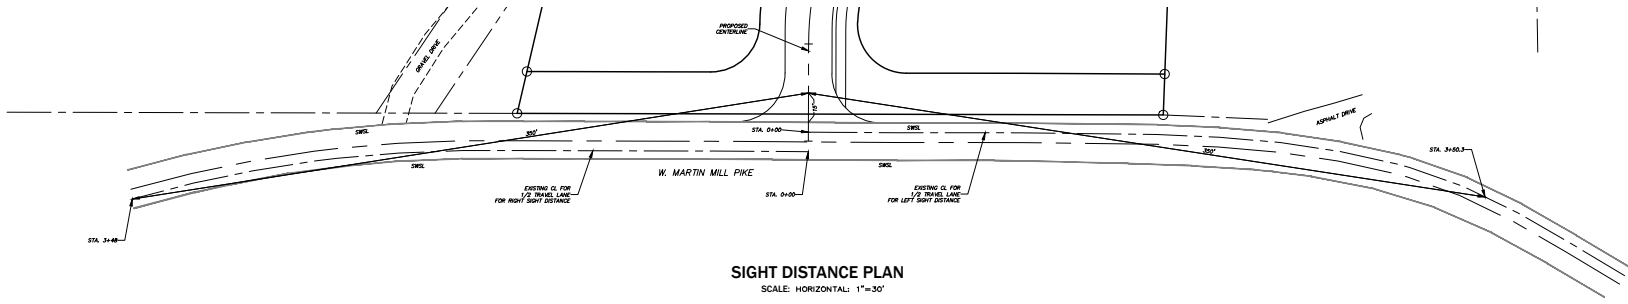 PROPOSED
CENTERLINE
GRAVEL DRIVE
15'
ASPHALT DRIVE
SWSL
350'
STA. 0+00
SWSL
350'
STA. 3+50.3
SWSL
SWSL
W. MARTIN MILL PIKE
EXISTING CL FOR
1/2 TRAVEL LANE
FOR RIGHT SIGHT DISTANCE
STA. 0+00
EXISTING CL FOR
1/2 TRAVEL LANE
FOR LEFT SIGHT DISTANCE
STA. 3+48
SIGHT DISTANCE PLAN
SCALE: HORIZONTAL: 1"=30'